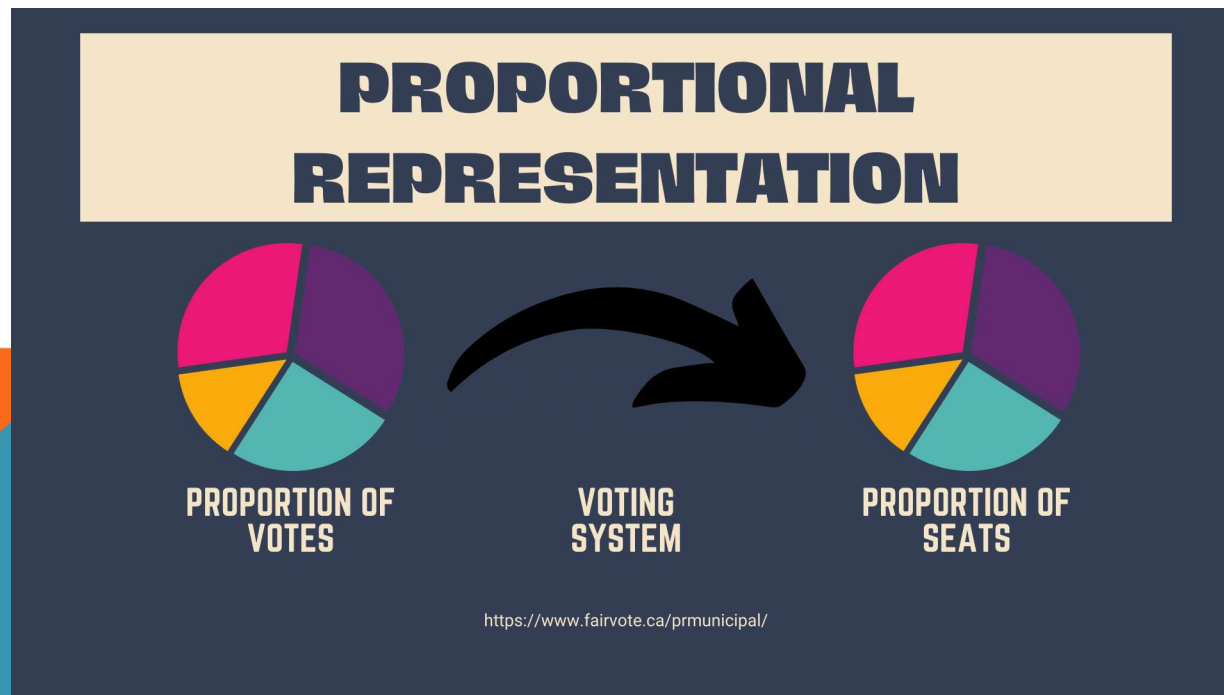 PROPORTIONAL
REPRESENTATION
PROPORTION OF
VOTES
VOTING
SYSTEM
PROPORTION OF
SEATS
https://www.fairvote.ca/prmunicipal/